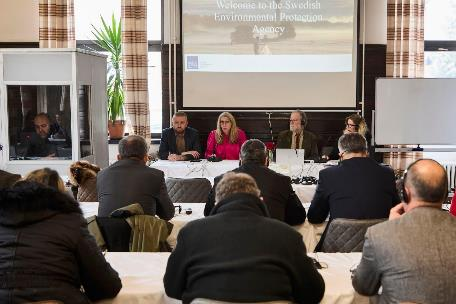 Welcome to the Swedish
Environmental Protection
Agency